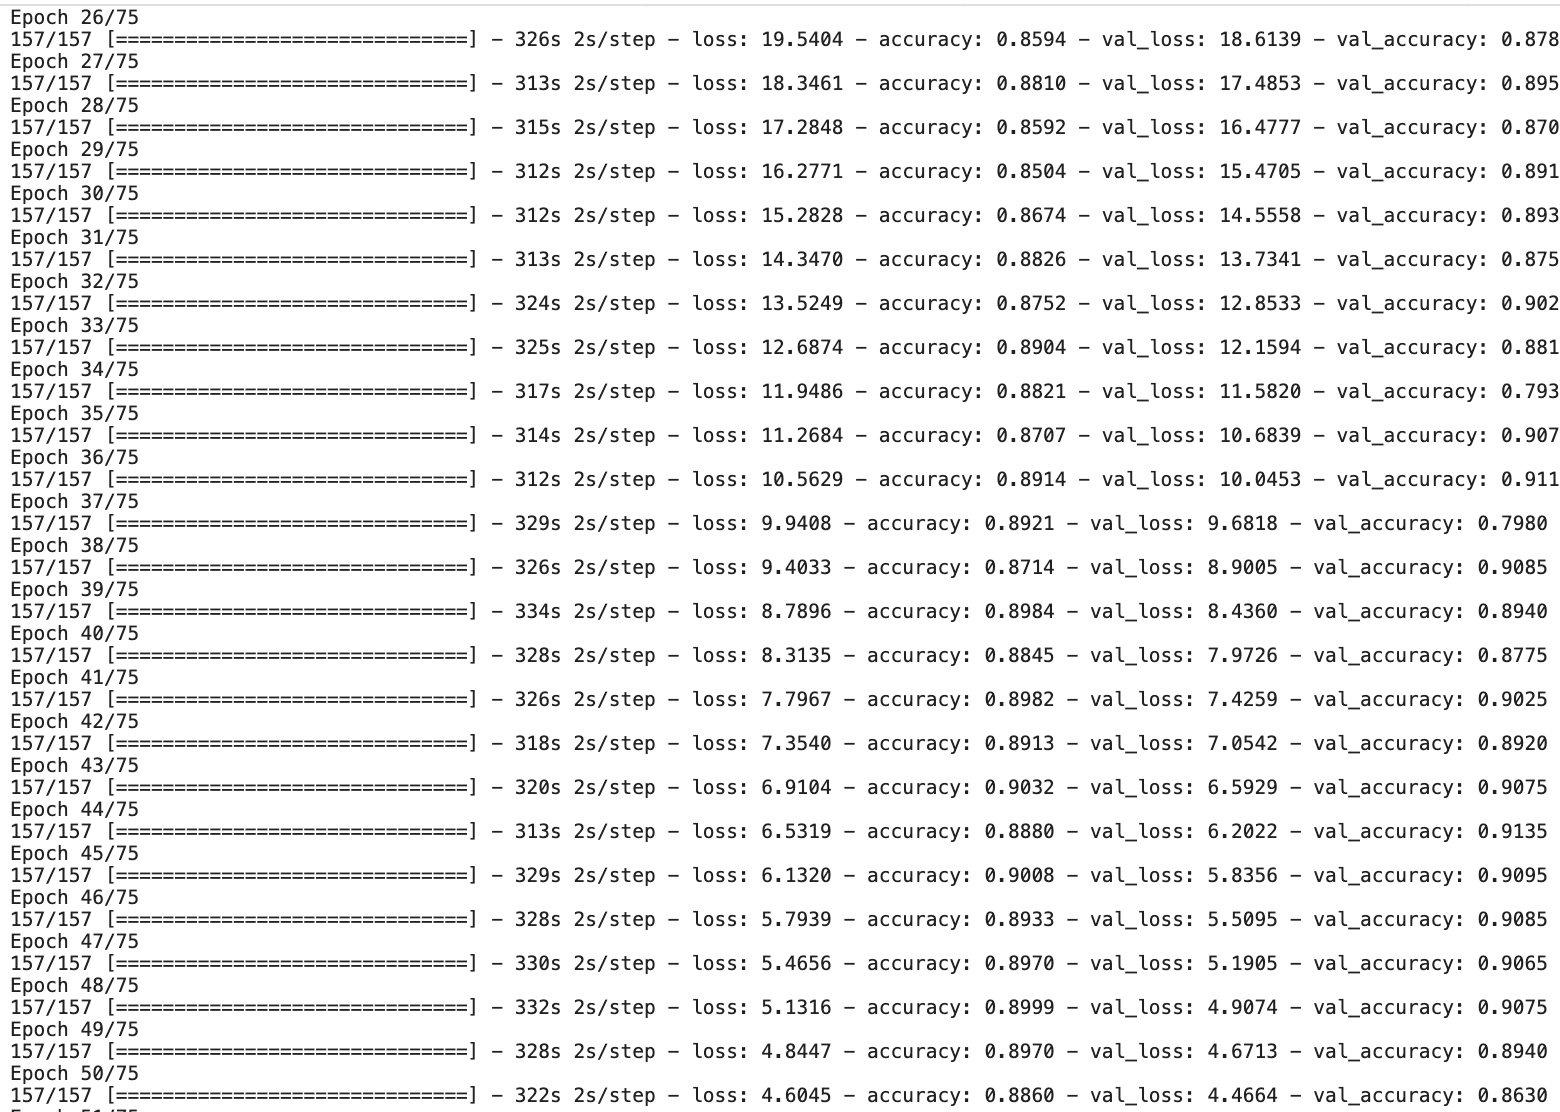 Epoch 26/75
157/157 [==============================] - 326s 2s/step - loss: 19.5404 - accuracy: 0.8594 - val_loss: 18.6139 - val_accuracy: 0.878
Epoch 27/75
157/157 [==============================] - 313s 2s/step - loss: 18.3461 - accuracy: 0.8810 - val_loss: 17.4853 - val_accuracy: 0.895
Epoch 28/75
157/157 [==============================] - 315s 2s/step - loss: 17.2848 - accuracy: 0.8592 - val_loss: 16.4777 - val_accuracy: 0.870
Epoch 29/75
157/157 [==============================] - 312s 2s/step - loss: 16.2771 - accuracy: 0.8504 - val_loss: 15.4705 - val_accuracy: 0.891
Epoch 30/75
157/157 [==============================] - 312s 2s/step - loss: 15.2828 - accuracy: 0.8674 - val_loss: 14.5558 - val_accuracy: 0.893
Epoch 31/75
157/157 [==============================] - 313s 2s/step - loss: 14.3470 - accuracy: 0.8826 - val_loss: 13.7341 - val_accuracy: 0.875
Epoch 32/75
157/157 [==============================] - 324s 2s/step - loss: 13.5249 - accuracy: 0.8752 - val_loss: 12.8533 - val_accuracy: 0.902
Epoch 33/75
157/157 [==============================] - 325s 2s/step - loss: 12.6874 - accuracy: 0.8904 - val_loss: 12.1594 - val_accuracy: 0.881
Epoch 34/75
157/157 [==============================] - 317s 2s/step - loss: 11.9486 - accuracy: 0.8821 - val_loss: 11.5820 - val_accuracy: 0.793
Epoch 35/75
157/157 [==============================] - 314s 2s/step - loss: 11.2684 - accuracy: 0.8707 - val_loss: 10.6839 - val_accuracy: 0.907
Epoch 36/75
157/157 [==============================] - 312s 2s/step - loss: 10.5629 - accuracy: 0.8914 - val_loss: 10.0453 - val_accuracy: 0.911
Epoch 37/75
157/157 [==============================] - 329s 2s/step - loss: 9.9408 - accuracy: 0.8921 - val_loss: 9.6818 - val_accuracy: 0.7980
Epoch 38/75
157/157 [==============================] - 326s 2s/step - loss: 9.4033 - accuracy: 0.8714 - val_loss: 8.9005 - val_accuracy: 0.9085
Epoch 39/75
157/157 [==============================] - 334s 2s/step - loss: 8.7896 - accuracy: 0.8984 - val_loss: 8.4360 - val_accuracy: 0.8940
Epoch 40/75
157/157 [==============================] - 328s 2s/step - loss: 8.3135 - accuracy: 0.8845 - val_loss: 7.9726 - val_accuracy: 0.8775
Epoch 41/75
157/157 [==============================] - 326s 2s/step - loss: 7.7967 - accuracy: 0.8982 - val_loss: 7.4259 - val_accuracy: 0.9025
Epoch 42/75
157/157 [==============================] - 318s 2s/step - loss: 7.3540 - accuracy: 0.8913 - val_loss: 7.0542 - val_accuracy: 0.8920
Epoch 43/75
157/157 [==============================] - 320s 2s/step - loss: 6.9104 - accuracy: 0.9032 - val_loss: 6.5929 - val_accuracy: 0.9075
Epoch 44/75
157/157 [==============================] - 313s 2s/step - loss: 6.5319 - accuracy: 0.8880 - val_loss: 6.2022 - val_accuracy: 0.9135
Epoch 45/75
157/157 [==============================] - 329s 2s/step - loss: 6.1320 - accuracy: 0.9008 - val_loss: 5.8356 - val_accuracy: 0.9095
Epoch 46/75
157/157 [==============================] - 328s 2s/step - loss: 5.7939 - accuracy: 0.8933 - val_loss: 5.5095 - val_accuracy: 0.9085
Epoch 47/75
157/157 [==============================] - 330s 2s/step - loss: 5.4656 - accuracy: 0.8970 - val_loss: 5.1905 - val_accuracy: 0.9065
Epoch 48/75
157/157 [==============================] - 332s 2s/step - loss: 5.1316 - accuracy: 0.8999 - val_loss: 4.9074 - val_accuracy: 0.9075
Epoch 49/75
157/157 [==============================] - 328s 2s/step - loss: 4.8447 - accuracy: 0.8970 - val_loss: 4.6713 - val_accuracy: 0.8940
Epoch 50/75
157/157 [==============================] - 322s 2s/step - loss: 4.6045 - accuracy: 0.8860 - val_loss: 4.4664 - val_accuracy: 0.8630